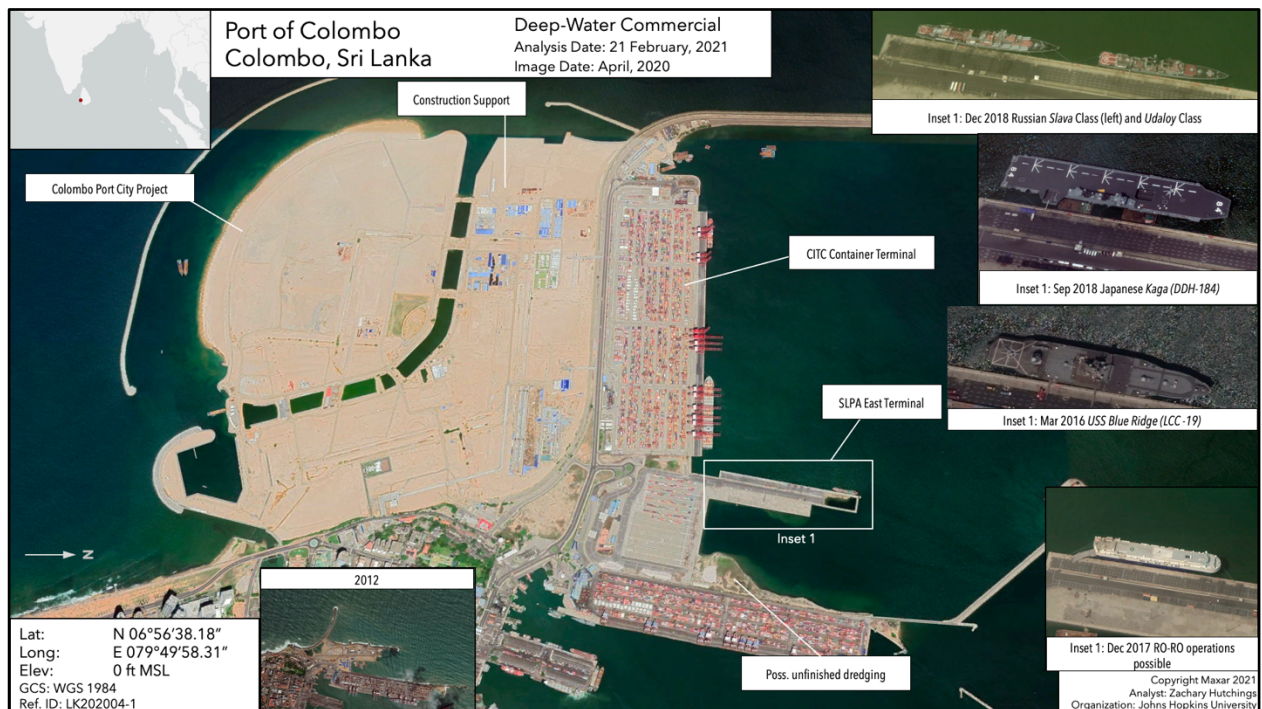 Port of Colombo
Colombo, Sri Lanka
Deep-Water Commercial
Analysis Date: 21 February, 2021
Image Date: April, 2020
Construction Support
Colombo Port City Project
CITC Container Terminal
SLPA East Terminal
Inset 1
Poss. unfinished dredging
Inset 1: Dec 2018 Russian Slava Class (left) and Udaloy Class
84
84
Inset 1: Sep 2018 Japanese Kaga (DDH-184)
Inset 1: Mar 2016 USS Blue Ridge (LCC -19)
Inset 1: Dec 2017 RO-RO operations
possible
N
2012
Lat: N 06°56'38.18"
Long: E 079°49'58.31"
Elev: 0 ft MSL
GCS: WGS 1984
Ref. ID: LK202004-1
Copyright Maxar 2021
Analyst: Zachary Hutchings
Organization: Johns Hopkins University